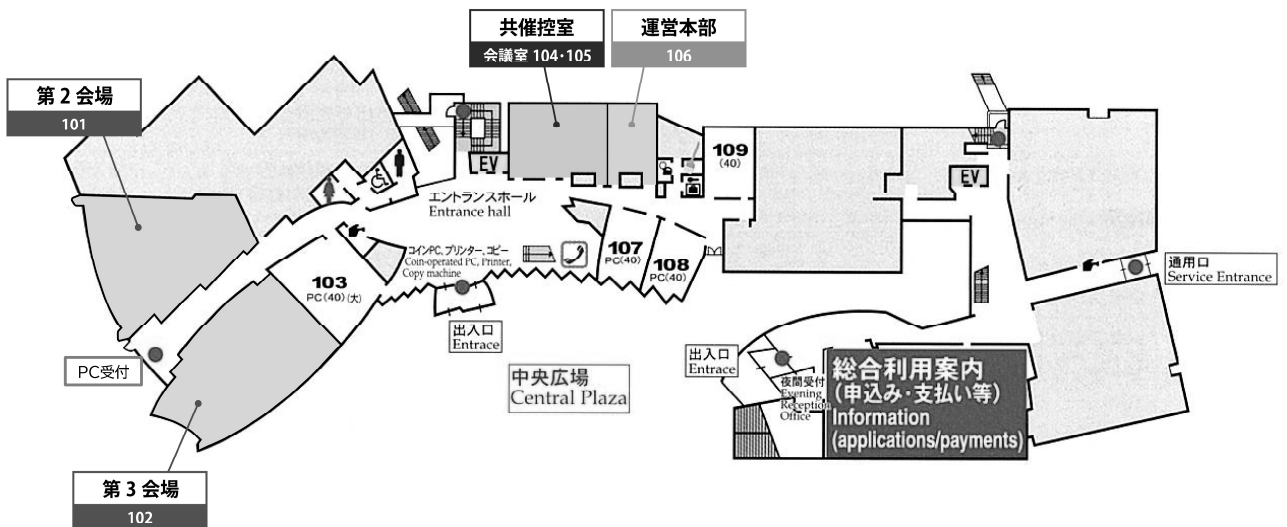 共催控室
会議室 104・105
運営本部
106
第2会場
101
EV
109
(40)
EV
エントランスホール
Entrance hall
コインPC、プリンター、コピー
Coin-operated PC, Printer,
Copy machine
103
PC(40)(大)
107
PC(40)
108
PC(40)
通用口
Service Entrance
出入口
Entrace
PC受付
中央広場
Central Plaza
出入口
Entrace
夜間受付
Evening
Reception
Office
総合利用案内
(申込み・支払い等)
Information
(applications/payments)
第3会場
102